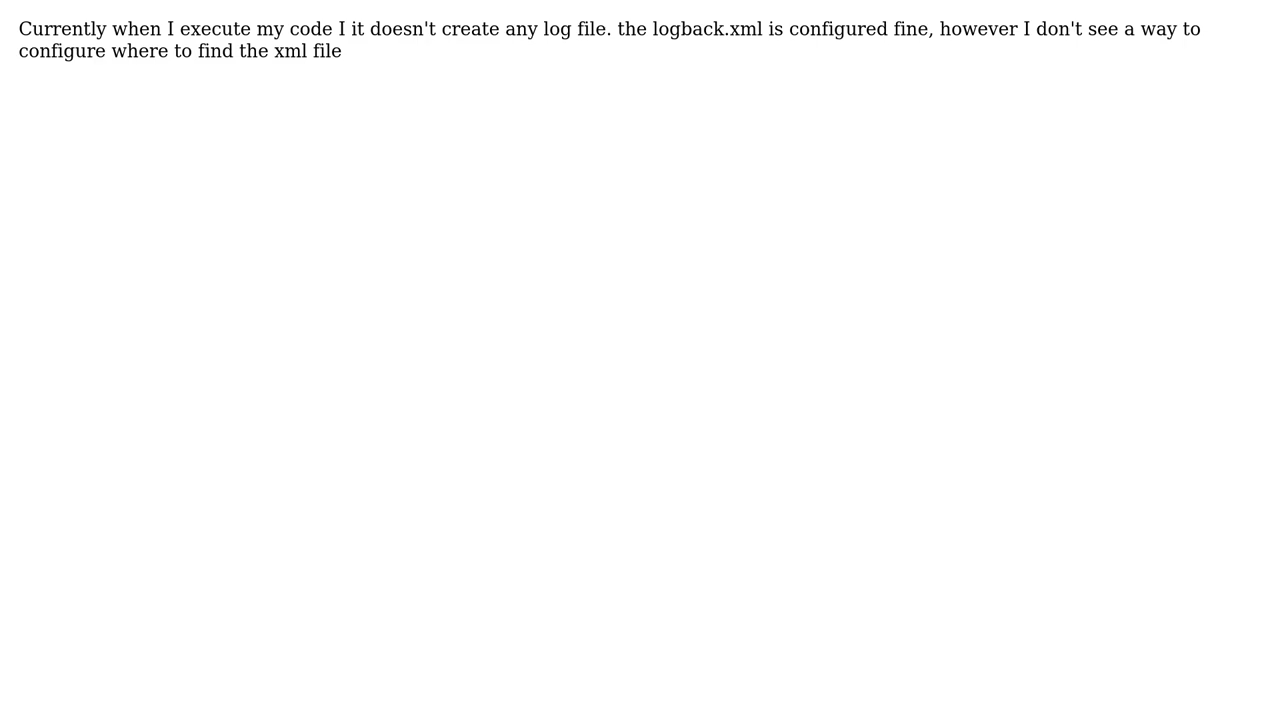 Currently when I execute my code I it doesn't create any log file. the logback.xml is configured fine, however I don't see a way to
configure where to find the xml file